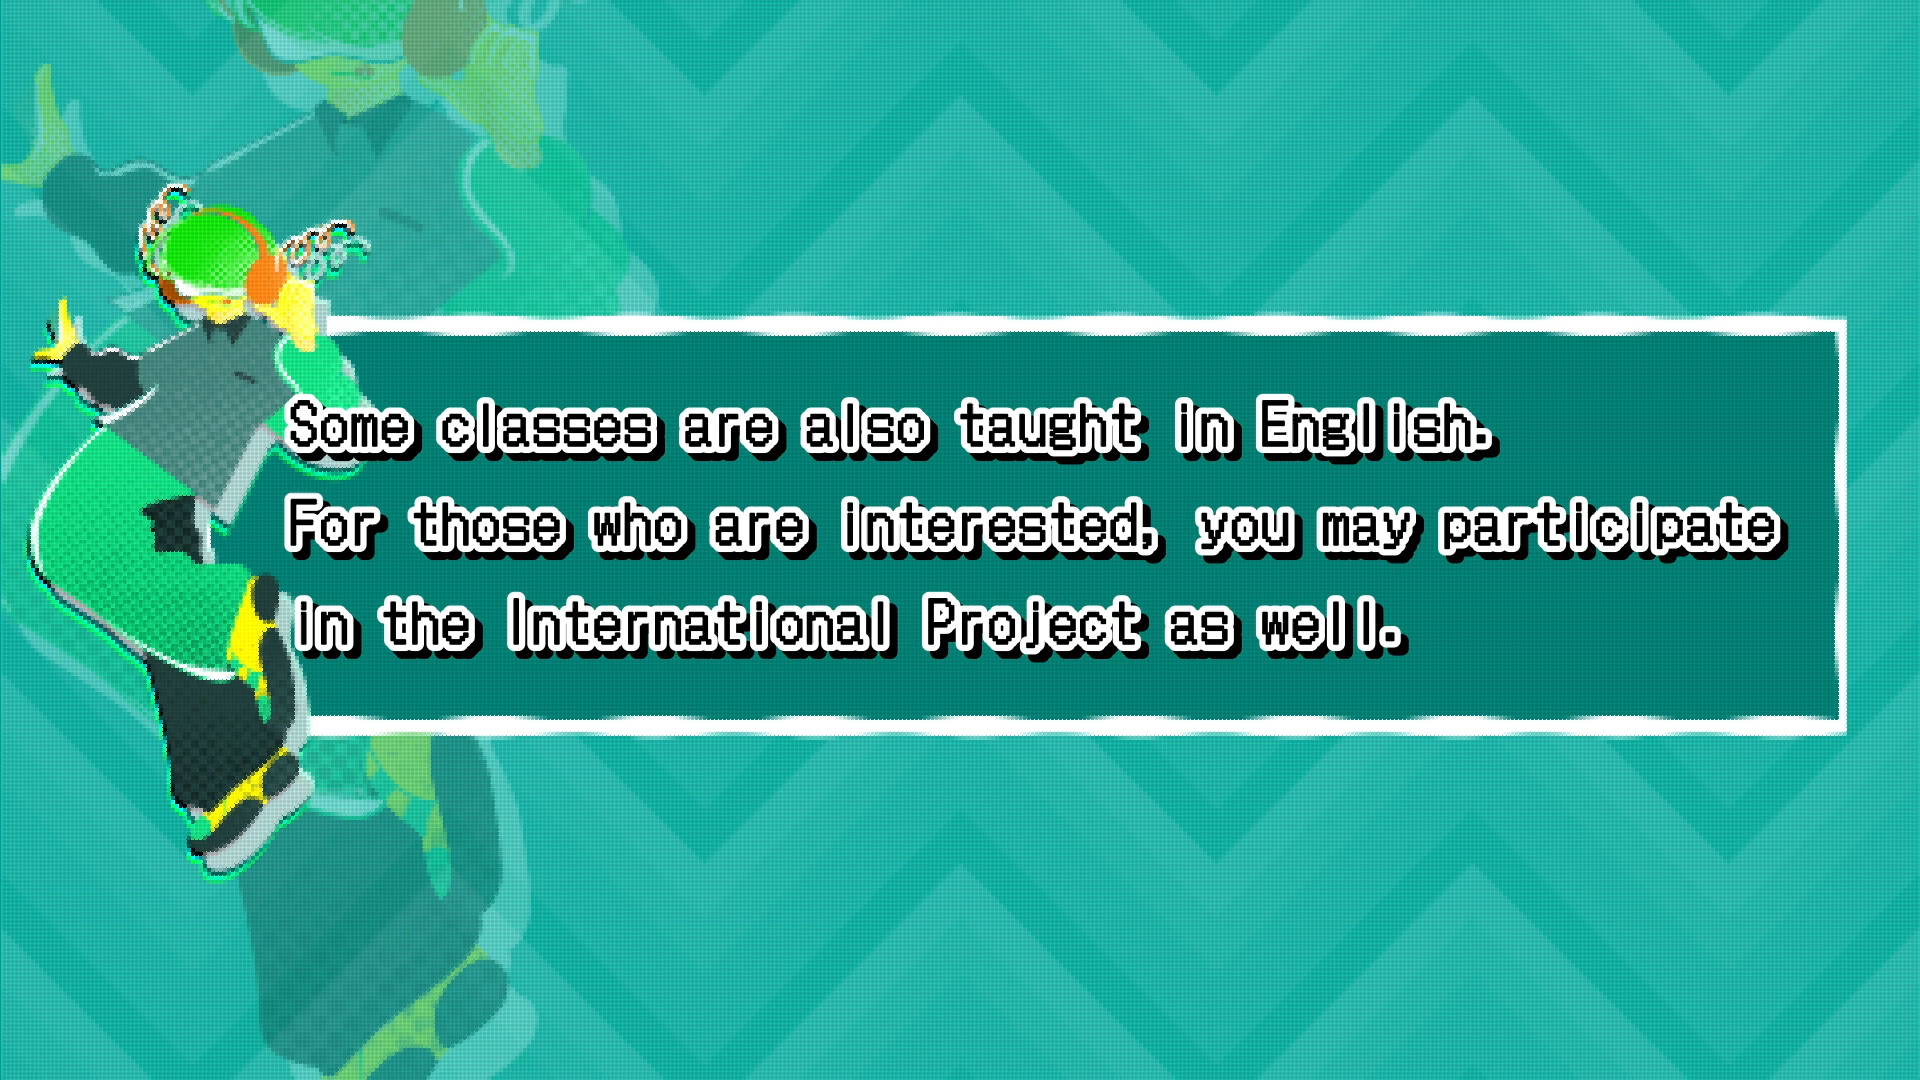 Some classes are also taught in English.
For those who are interested, you may participate
in the International Project as well.